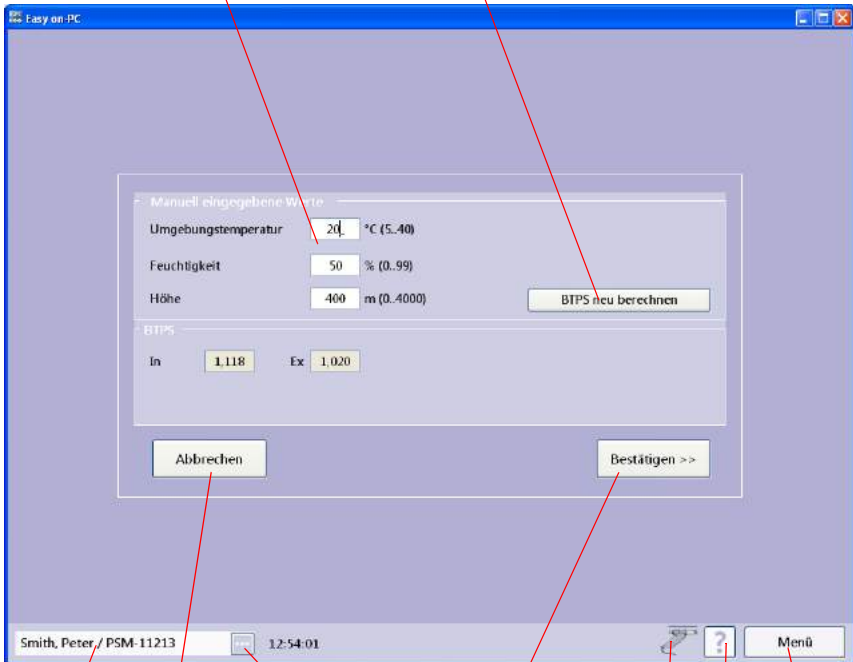 Easy on-PC
Manuell eingegebene Werte
Umgebungstemperatur 20 °C (5..40)
Feuchtigkeit 50 % (0..99)
Höhe 400 m (0..4000) BTPS neu berechnen
BTPS
In 1,118 Ex 1,020
Abbrechen Bestätigen >>
Smith, Peter,/ PSM-11213 ... 12:54:01 ? Menü